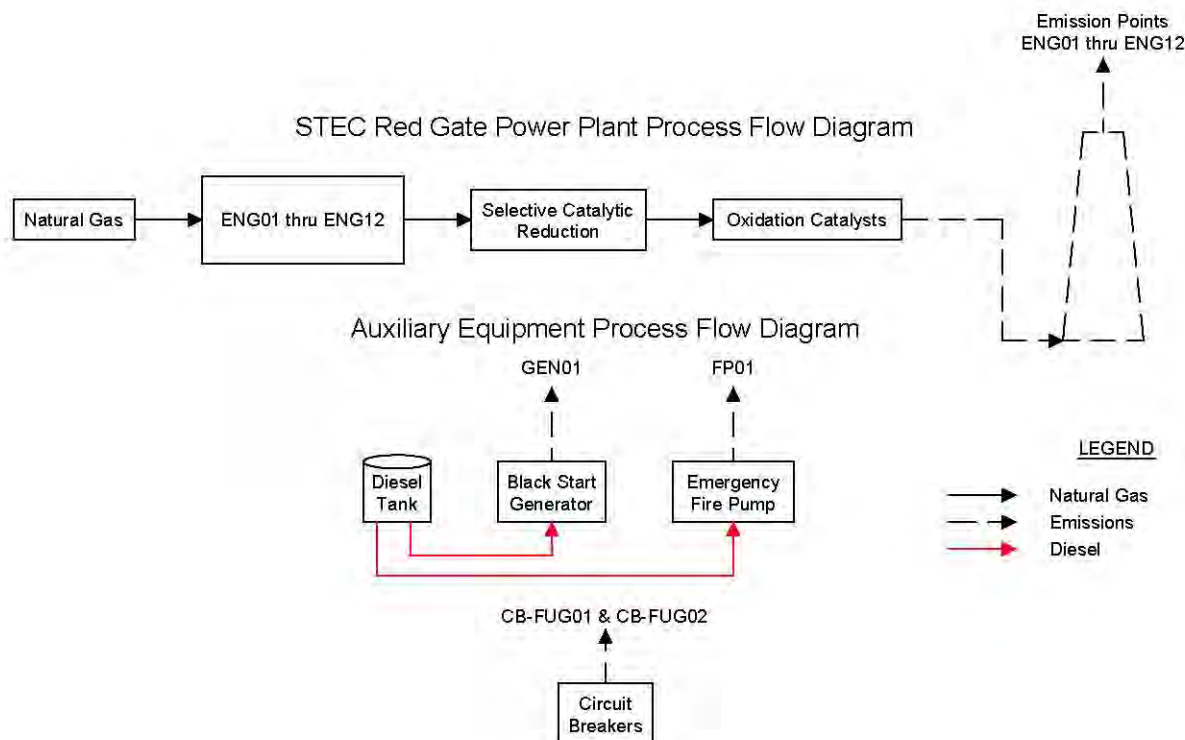 Emission Points
ENG01 thru ENG12
STEC Red Gate Power Plant Process Flow Diagram
Natural Gas
ENG01 thru ENG12
Selective Catalytic
Reduction
Oxidation Catalysts
Auxiliary Equipment Process Flow Diagram
GEN01
FP01
Diesel
Tank
Black Start
Generator
Emergency
Fire Pump
LEGEND
Natural Gas
Emissions
Diesel
CB-FUG01 & CB-FUG02
Circuit
Breakers